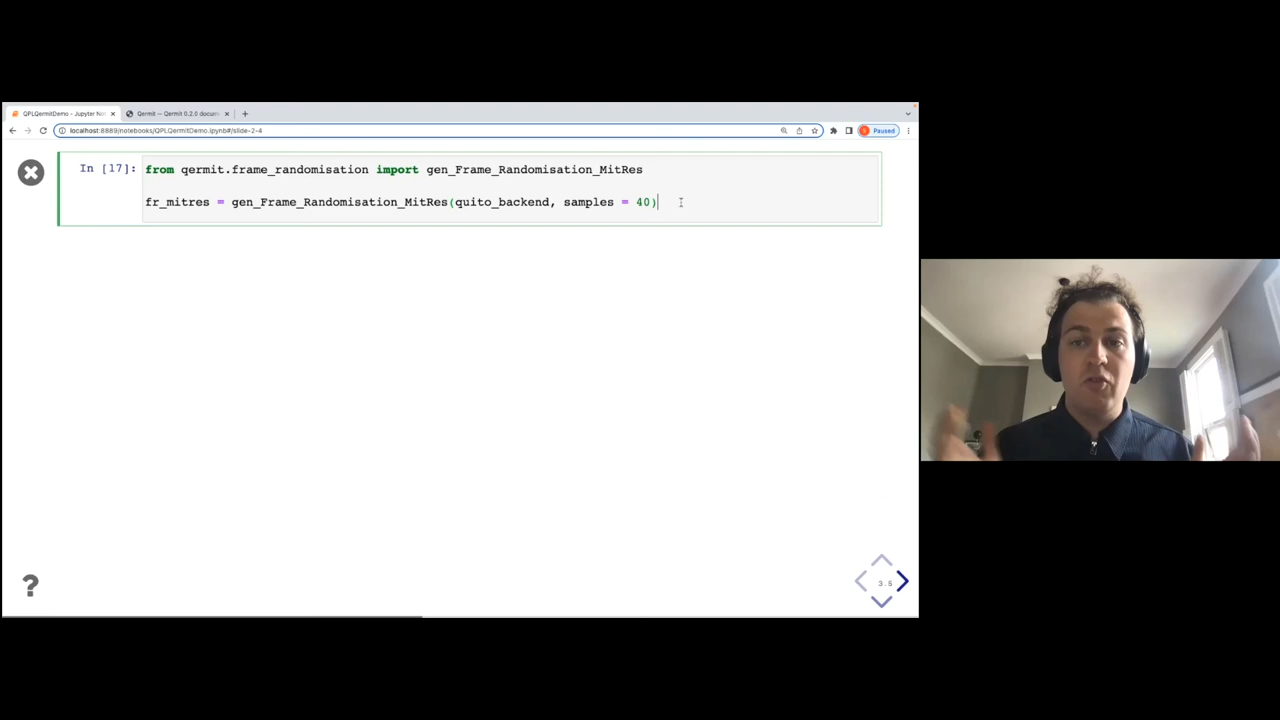 QPLQermitDemo - Jupyter No
Qermit — Qermit 0.2.0 docum
localhost:8889/notebooks/QPLQermitDemo.ipynb#/slide-2-4
Paused
In [17]:
from qermit.frame_randomisation import gen_Frame_Randomisation_MitRes
fr_mitres = gen_Frame_Randomisation_MitRes(quito_backend, samples = 40)
3.5
?